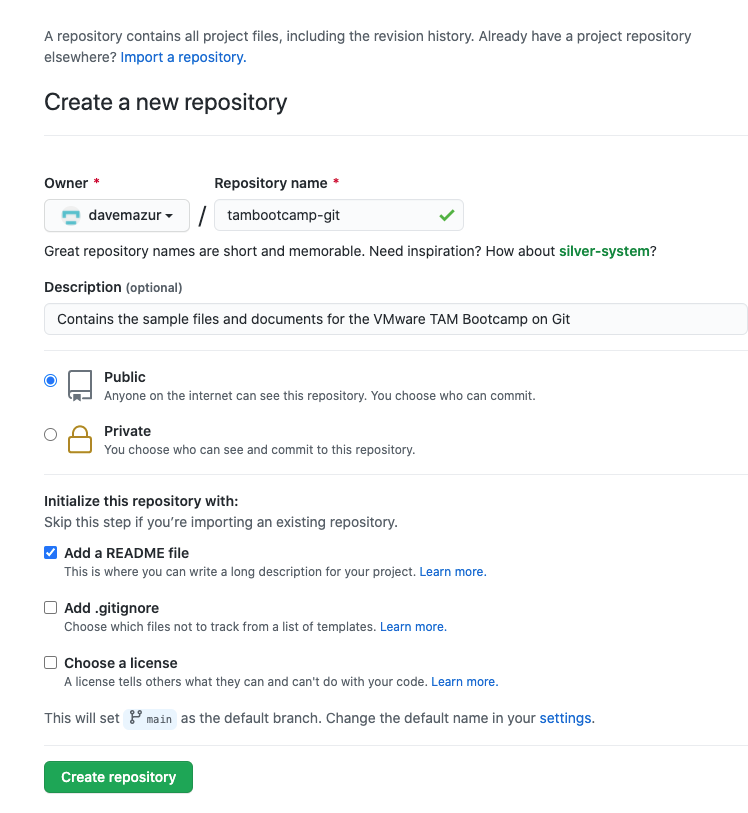 A repository contains all project files, including the revision history. Already have a project repository
elsewhere? Import a repository.
Create a new repository
Owner * Repository name *
davemazur / tambootcamp-git
Great repository names are short and memorable. Need inspiration? How about silver-system?
Description (optional)
Contains the sample files and documents for the VMware TAM Bootcamp on Git
Public
Anyone on the internet can see this repository. You choose who can commit.
Private
You choose who can see and commit to this repository.
Initialize this repository with:
Skip this step if you’re importing an existing repository.
Add a README file
This is where you can write a long description for your project. Learn more.
Add .gitignore
Choose which files not to track from a list of templates. Learn more.
Choose a license
A license tells others what they can and can't do with your code. Learn more.
This will set main as the default branch. Change the default name in your settings.
Create repository